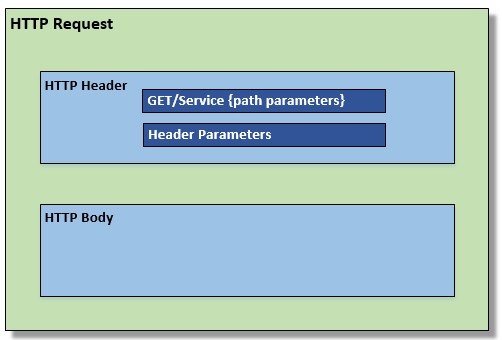 HTTP Request
HTTP Header
GET/Service {path parameters}
Header Parameters
HTTP Body